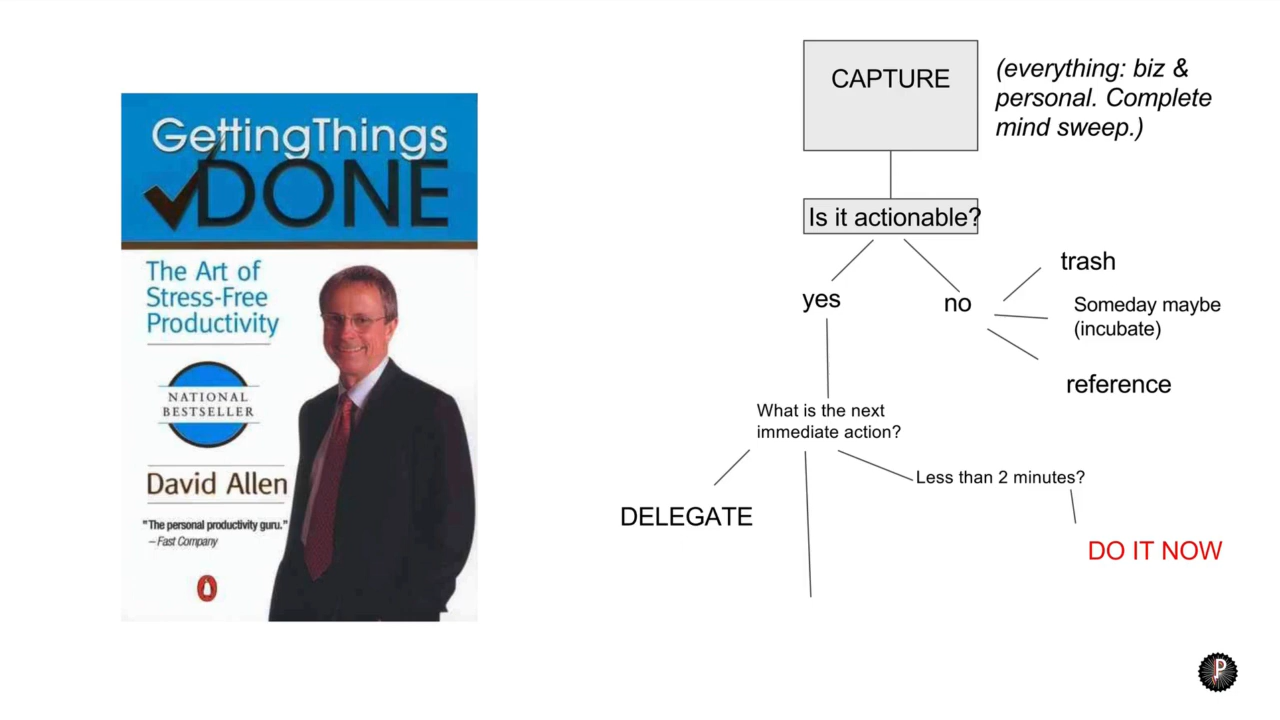 GettingThings
DONE
The Art of
Stress-Free
Productivity
NATIONAL
BESTSELLER
David Allen
"The personal productivity guru."
–Fast Company
CAPTURE
(everything: biz &
personal. Complete
mind sweep.)
Is it actionable?
yes
no
trash
Someday maybe
(incubate)
reference
What is the next
immediate action?
Less than 2 minutes?
DELEGATE
DO IT NOW
P